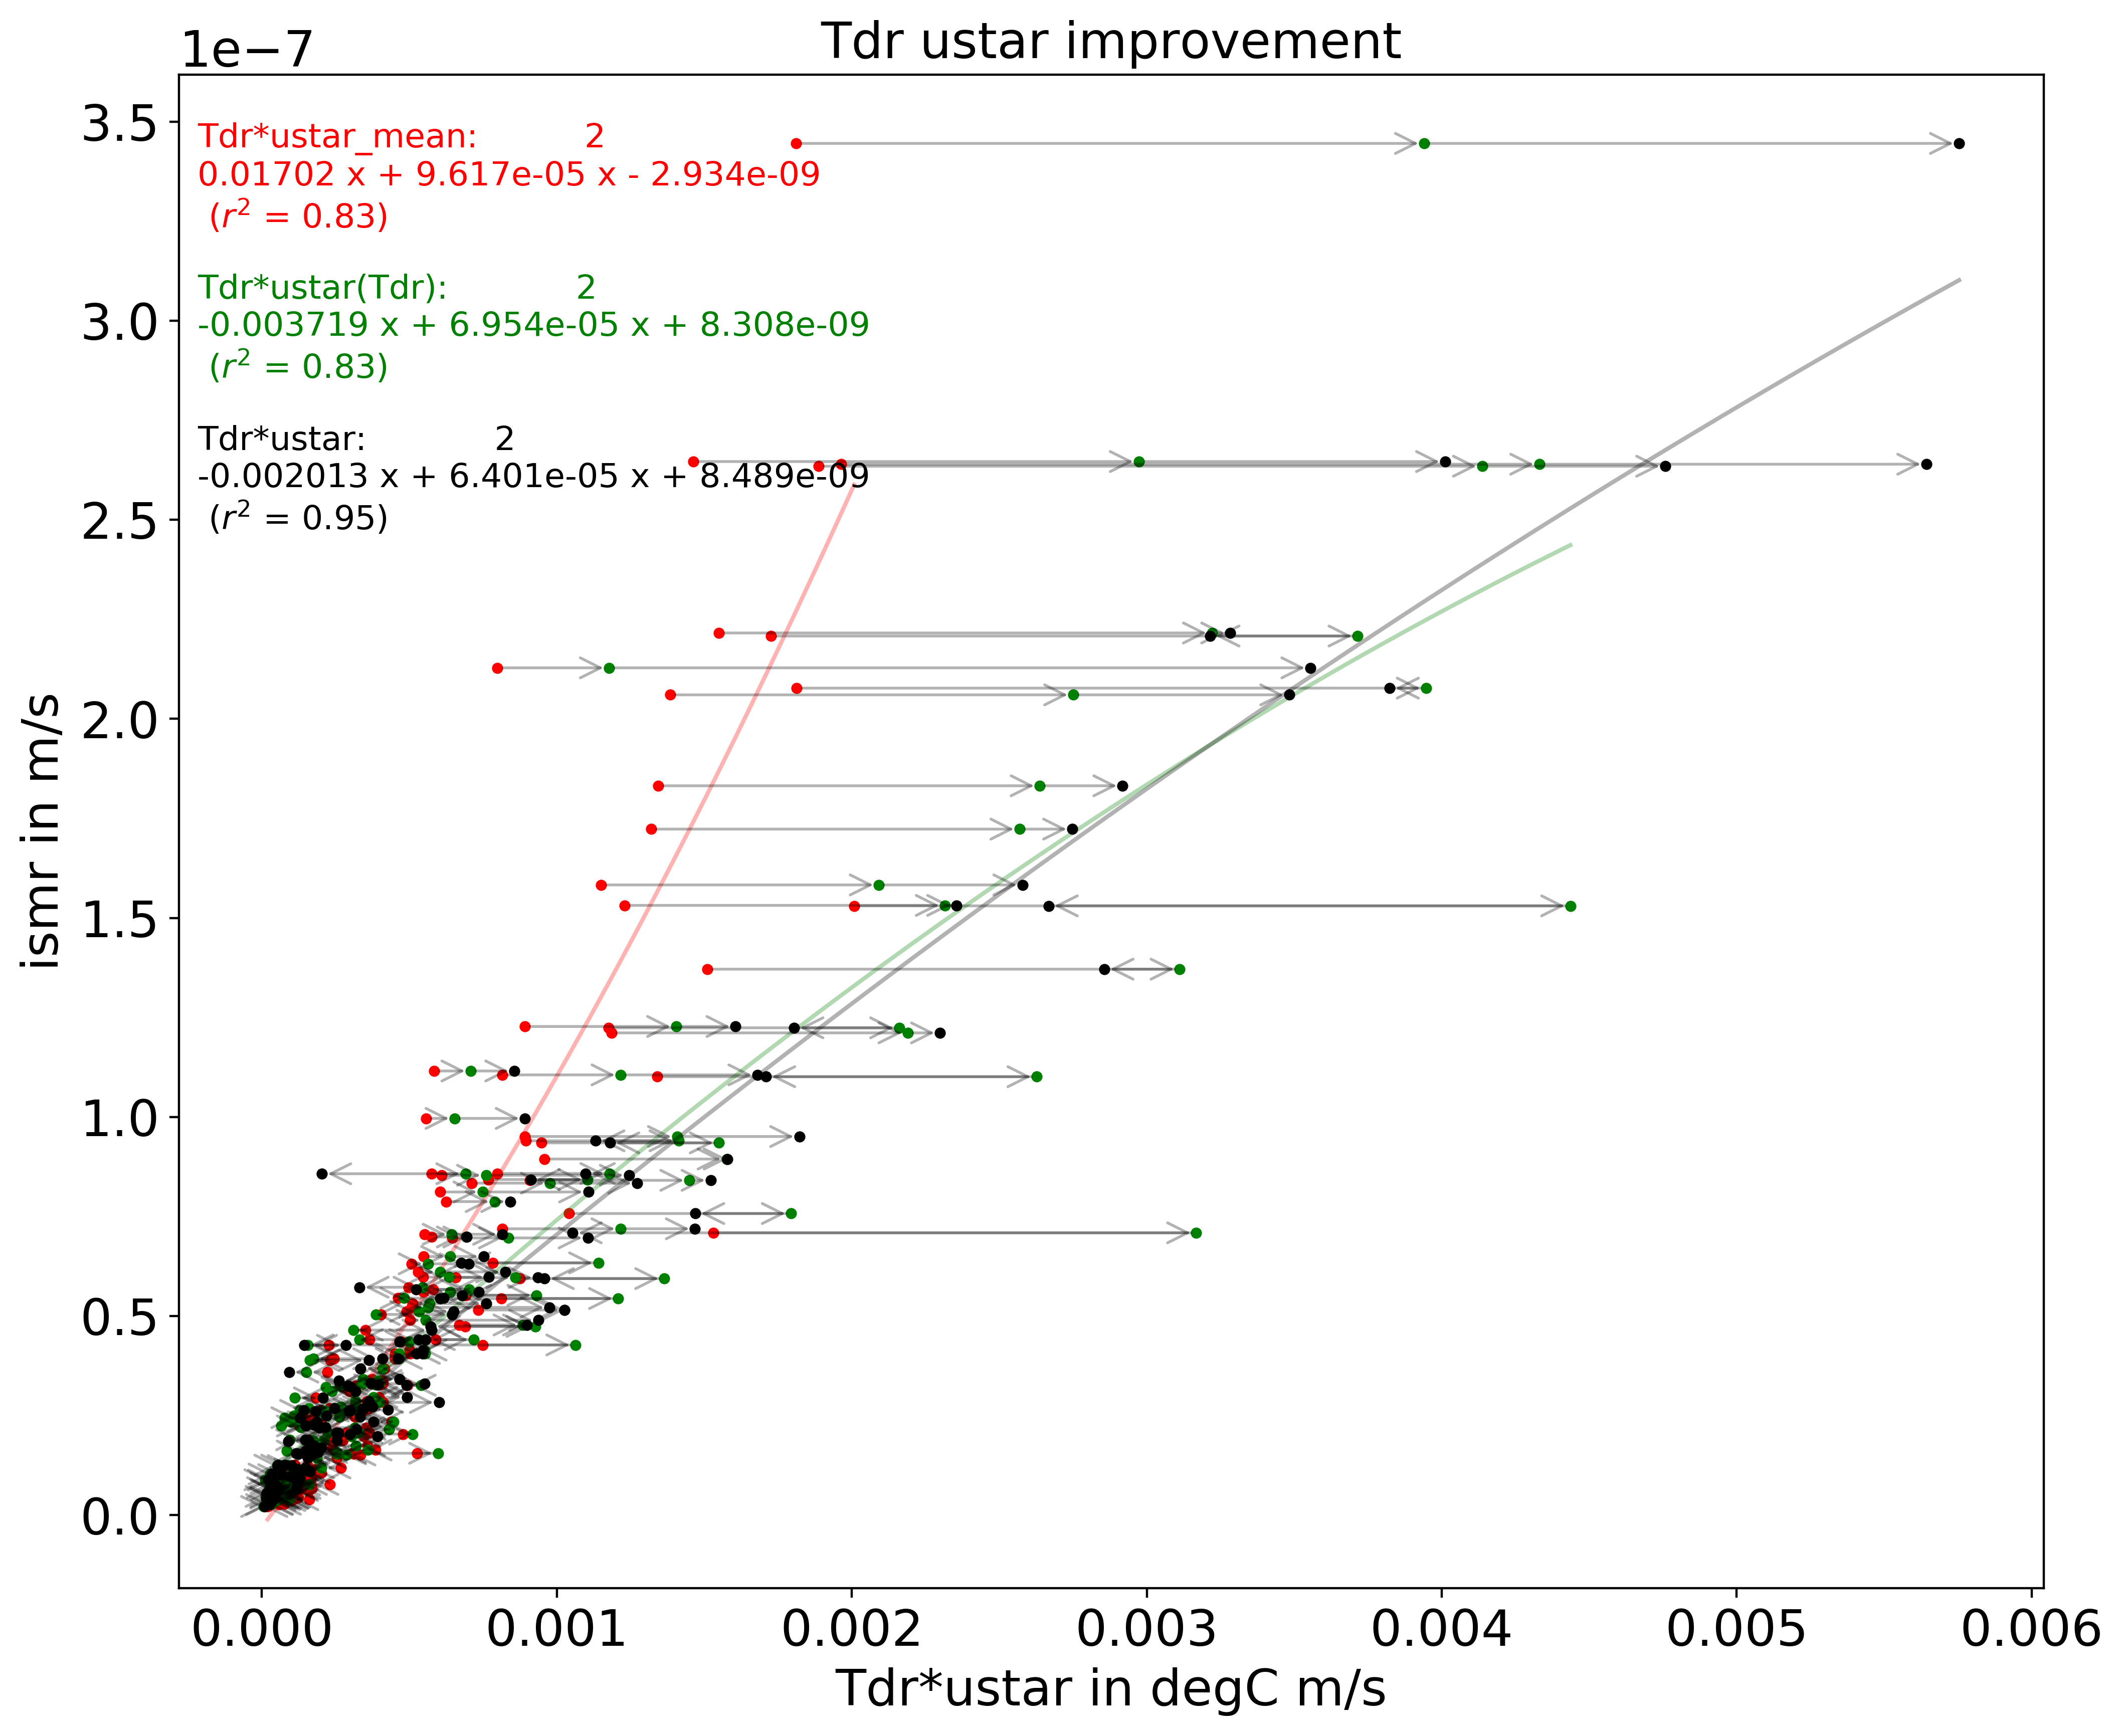 Tdr ustar improvement
1e−7
3.5
3.0
2.5
2.0
1.5
1.0
0.5
0.0
ismr in m/s
Tdr*ustar_mean: 2
0.01702 x + 9.617e-05 x - 2.934e-09
(r² = 0.83)
Tdr*ustar(Tdr): 2
-0.003719 x + 6.954e-05 x + 8.308e-09
(r² = 0.83)
Tdr*ustar: 2
-0.002013 x + 6.401e-05 x + 8.489e-09
(r² = 0.95)
0.000 0.001 0.002 0.003 0.004 0.005 0.006
Tdr*ustar in degC m/s